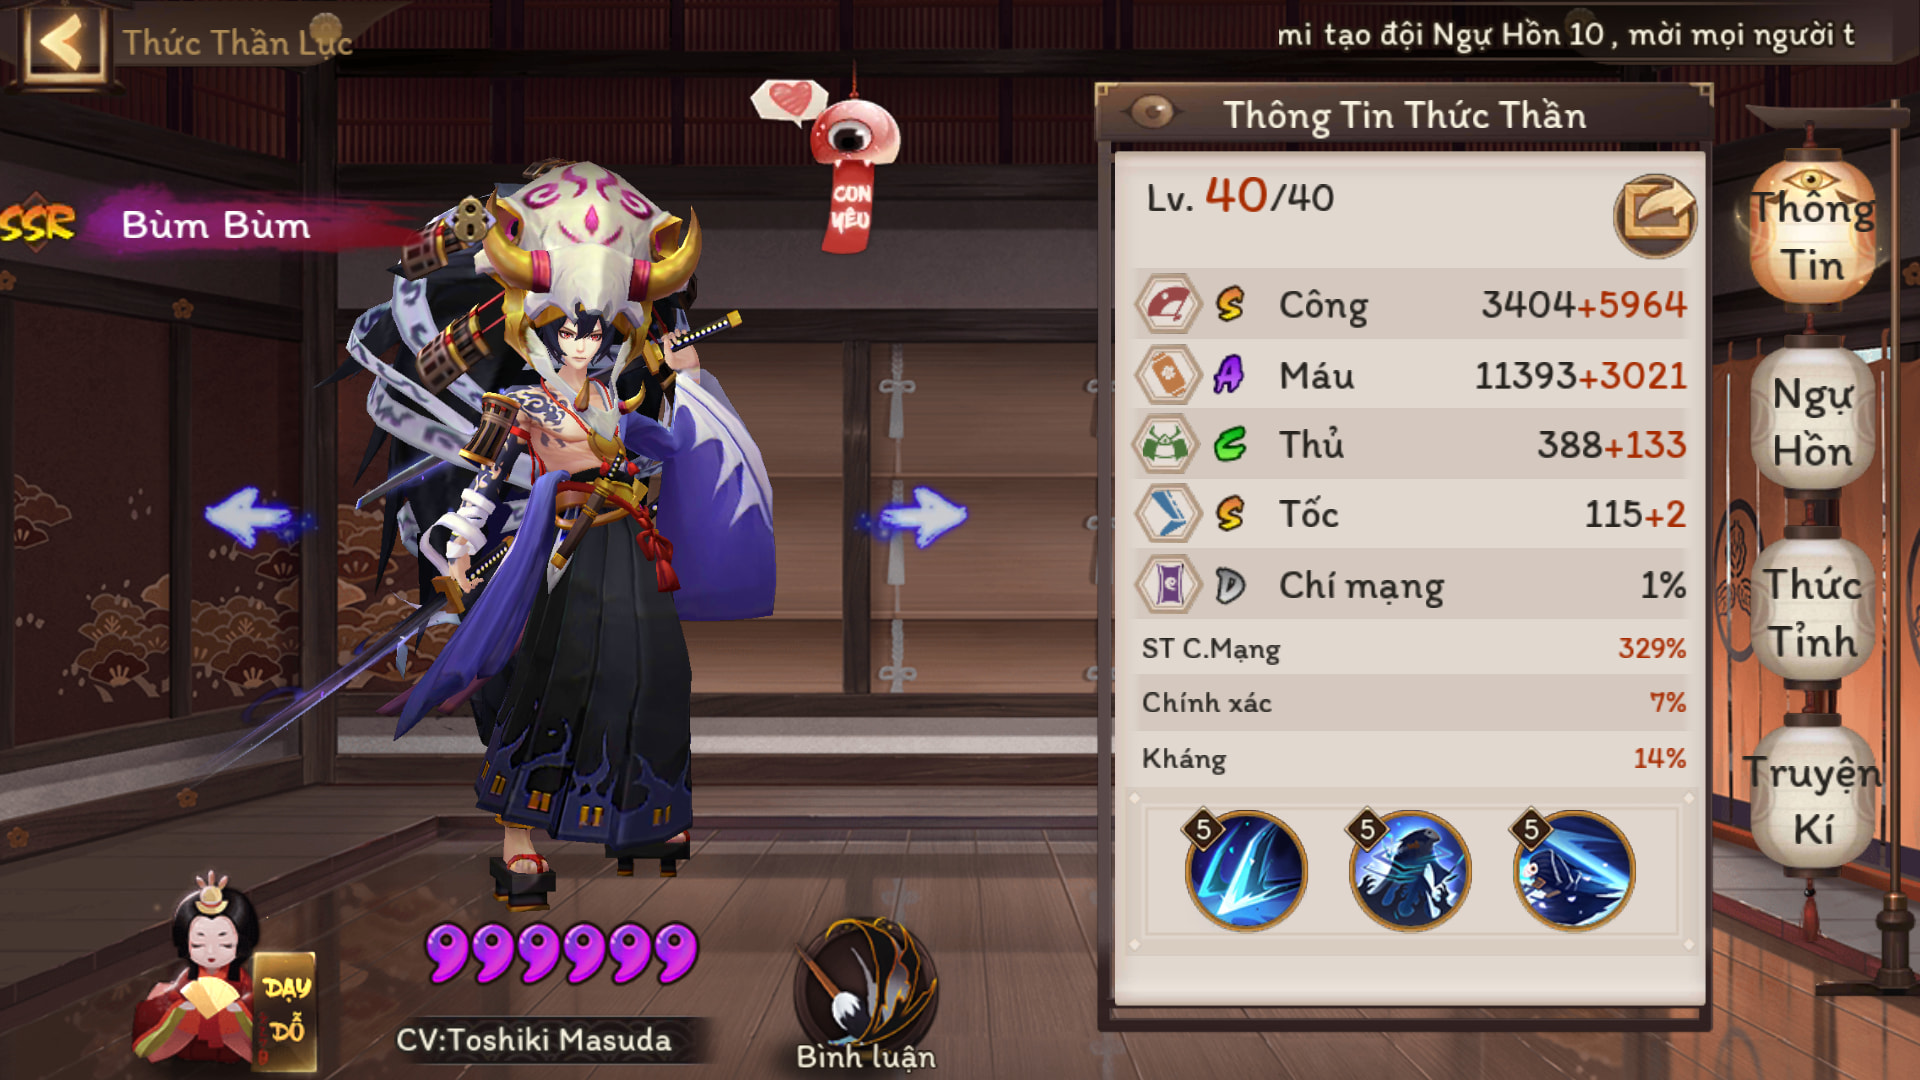 Thức Thần Lục
mi tạo đội Ngự Hồn 10 , mời mọi người t
SSR
Bùm Bùm
CON
YÊU
Thông Tin Thức Thần
Lv. 40/40
S Công 3404+5964
A Máu 11393+3021
C Thủ 388+133
S Tốc 115+2
D Chí mạng 1%
ST C.Mạng 329%
Chính xác 7%
Kháng 14%
5 5 5
Thông
Tin
Ngự
Hồn
Thức
Tỉnh
Truyện
Kí
DẠY
DỖ
CV:Toshiki Masuda
Bình luận